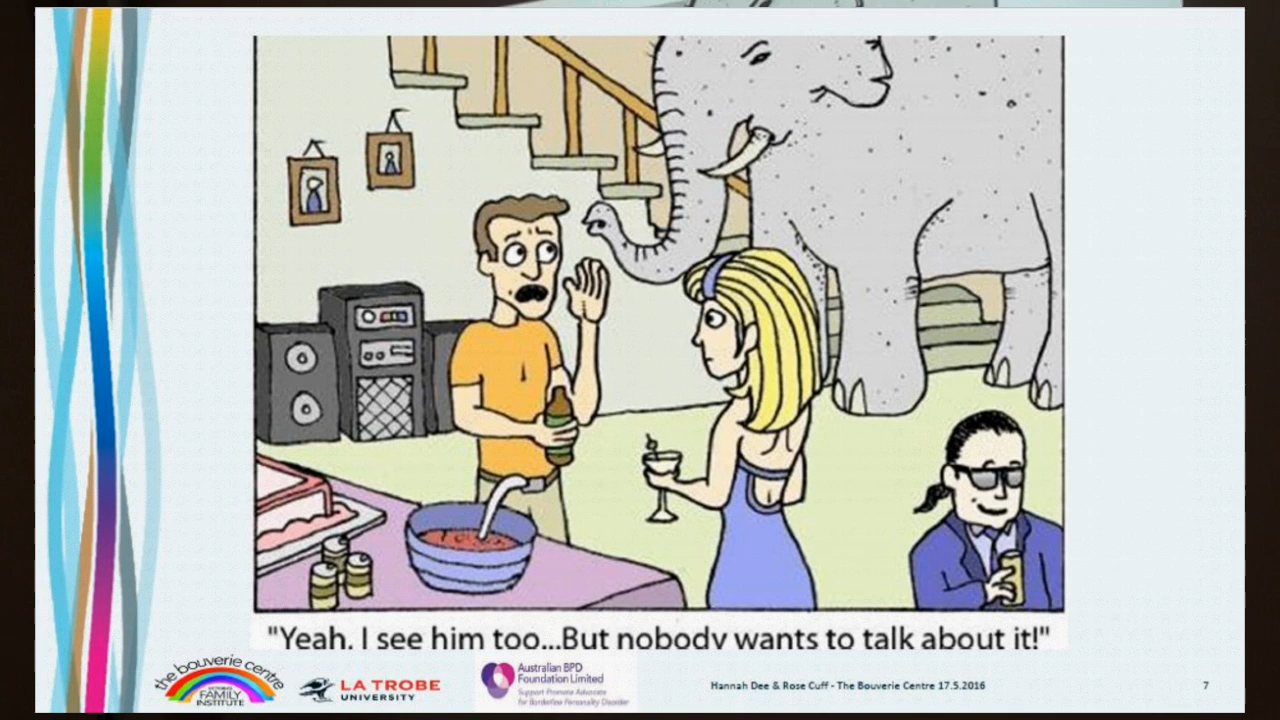 "Yeah. I see him too...But nobody wants to talk about it!"
the bouverie centre
VICTORIA'S
FAMILY
INSTITUTE
LA TROBE
UNIVERSITY
Australian BPD
Foundation Limited
Support Promote Advocate
for Borderline Personality Disorder
Hannah Dee & Rose Cuff - The Bouverie Centre 17.5.2016
7